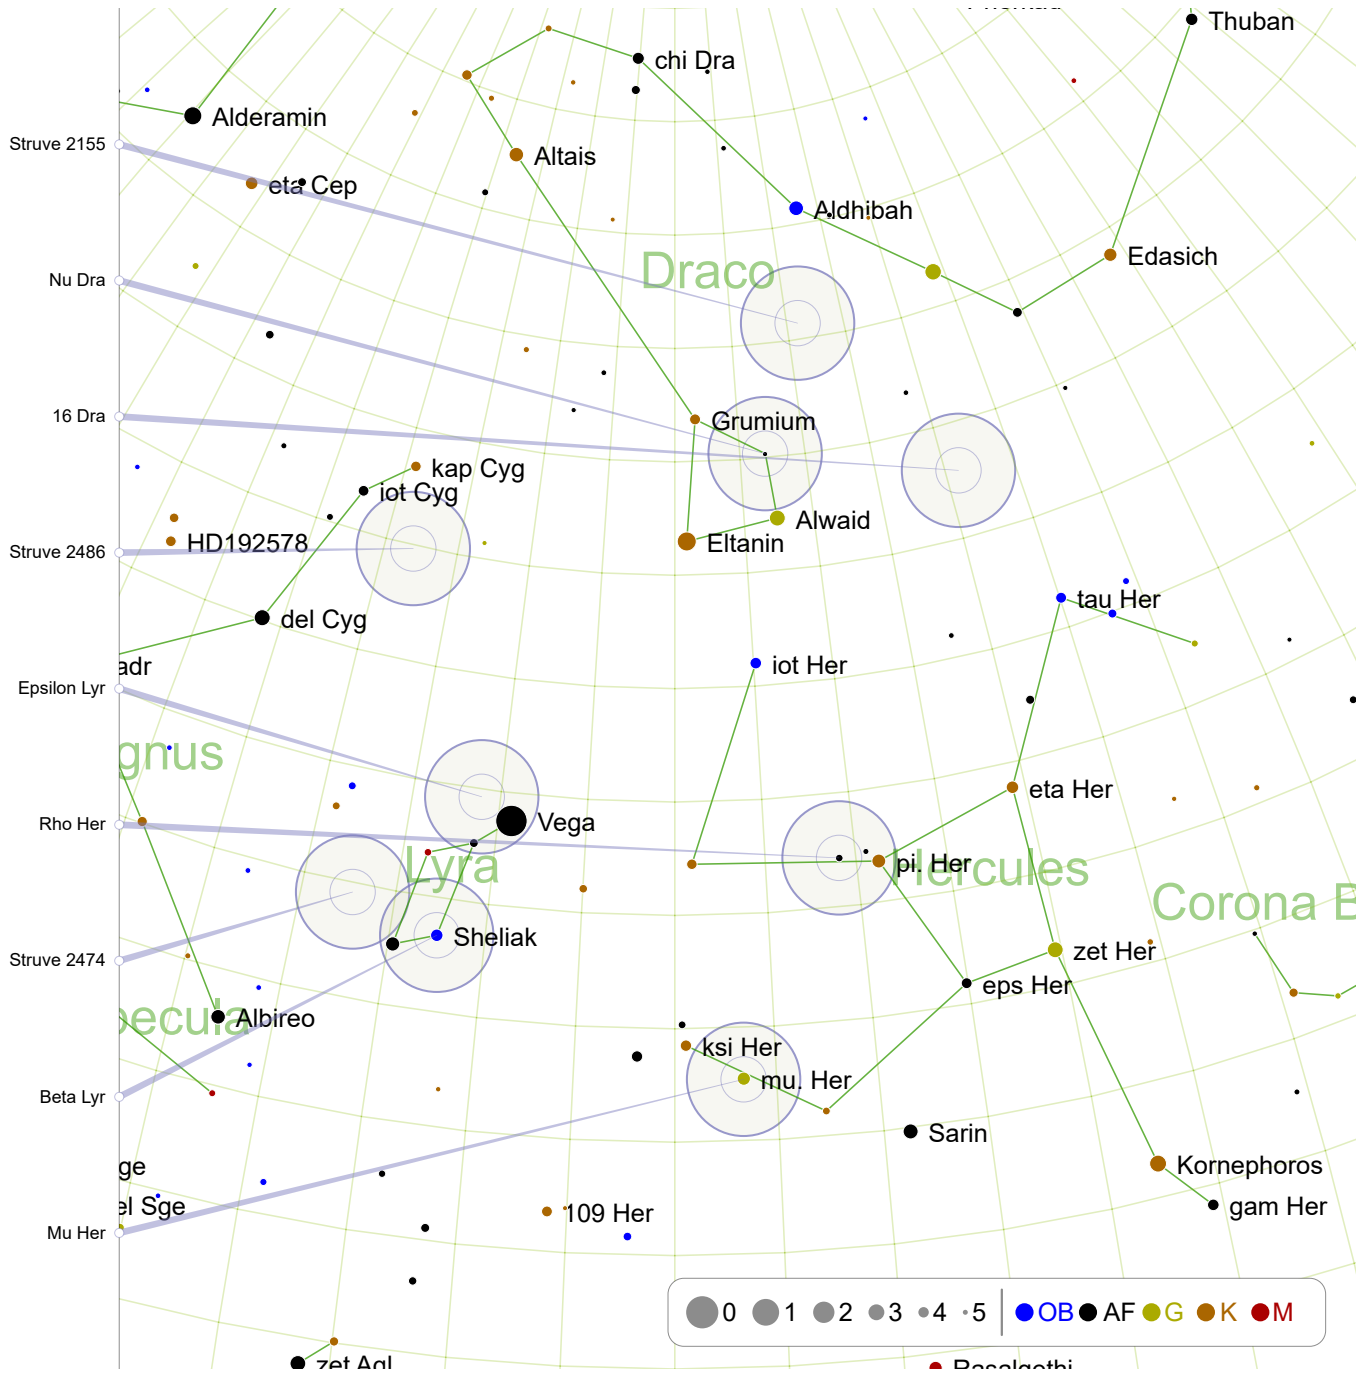 Thuban
chi Dra
Alderamin
Struve 2155
Altais
eta Cep
Aldhibah
Edasich
Draco
Nu Dra
16 Dra
Grumium
kap Cyg
iot Cyg
Alwaid
HD192578
Eltanin
Struve 2486
tau Her
del Cyg
adr
iot Her
Epsilon Lyr
gnus
eta Her
Rho Her
Vega
Lyra
pi. Her
Hercules
Corona B
Sheliak
zet Her
Struve 2474
eps Her
pecula
Albireo
ksi Her
mu. Her
Beta Lyr
Sarin
ge
Kornephoros
el Sge
gam Her
109 Her
Mu Her
0 1 2 3 4 5 OB AF G K M
zet Aql
Rasalgethi